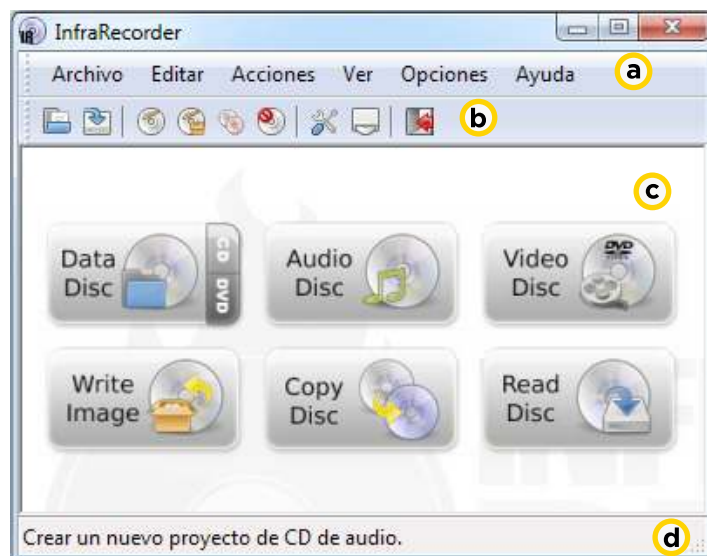 InfraRecorder
Archivo Editar Acciones Ver Opciones Ayuda
a
b
c
Data
Disc
CD
DVD
Audio
Disc
Video
Disc
DVD
Write
Image
Copy
Disc
Read
Disc
Crear un nuevo proyecto de CD de audio.
d